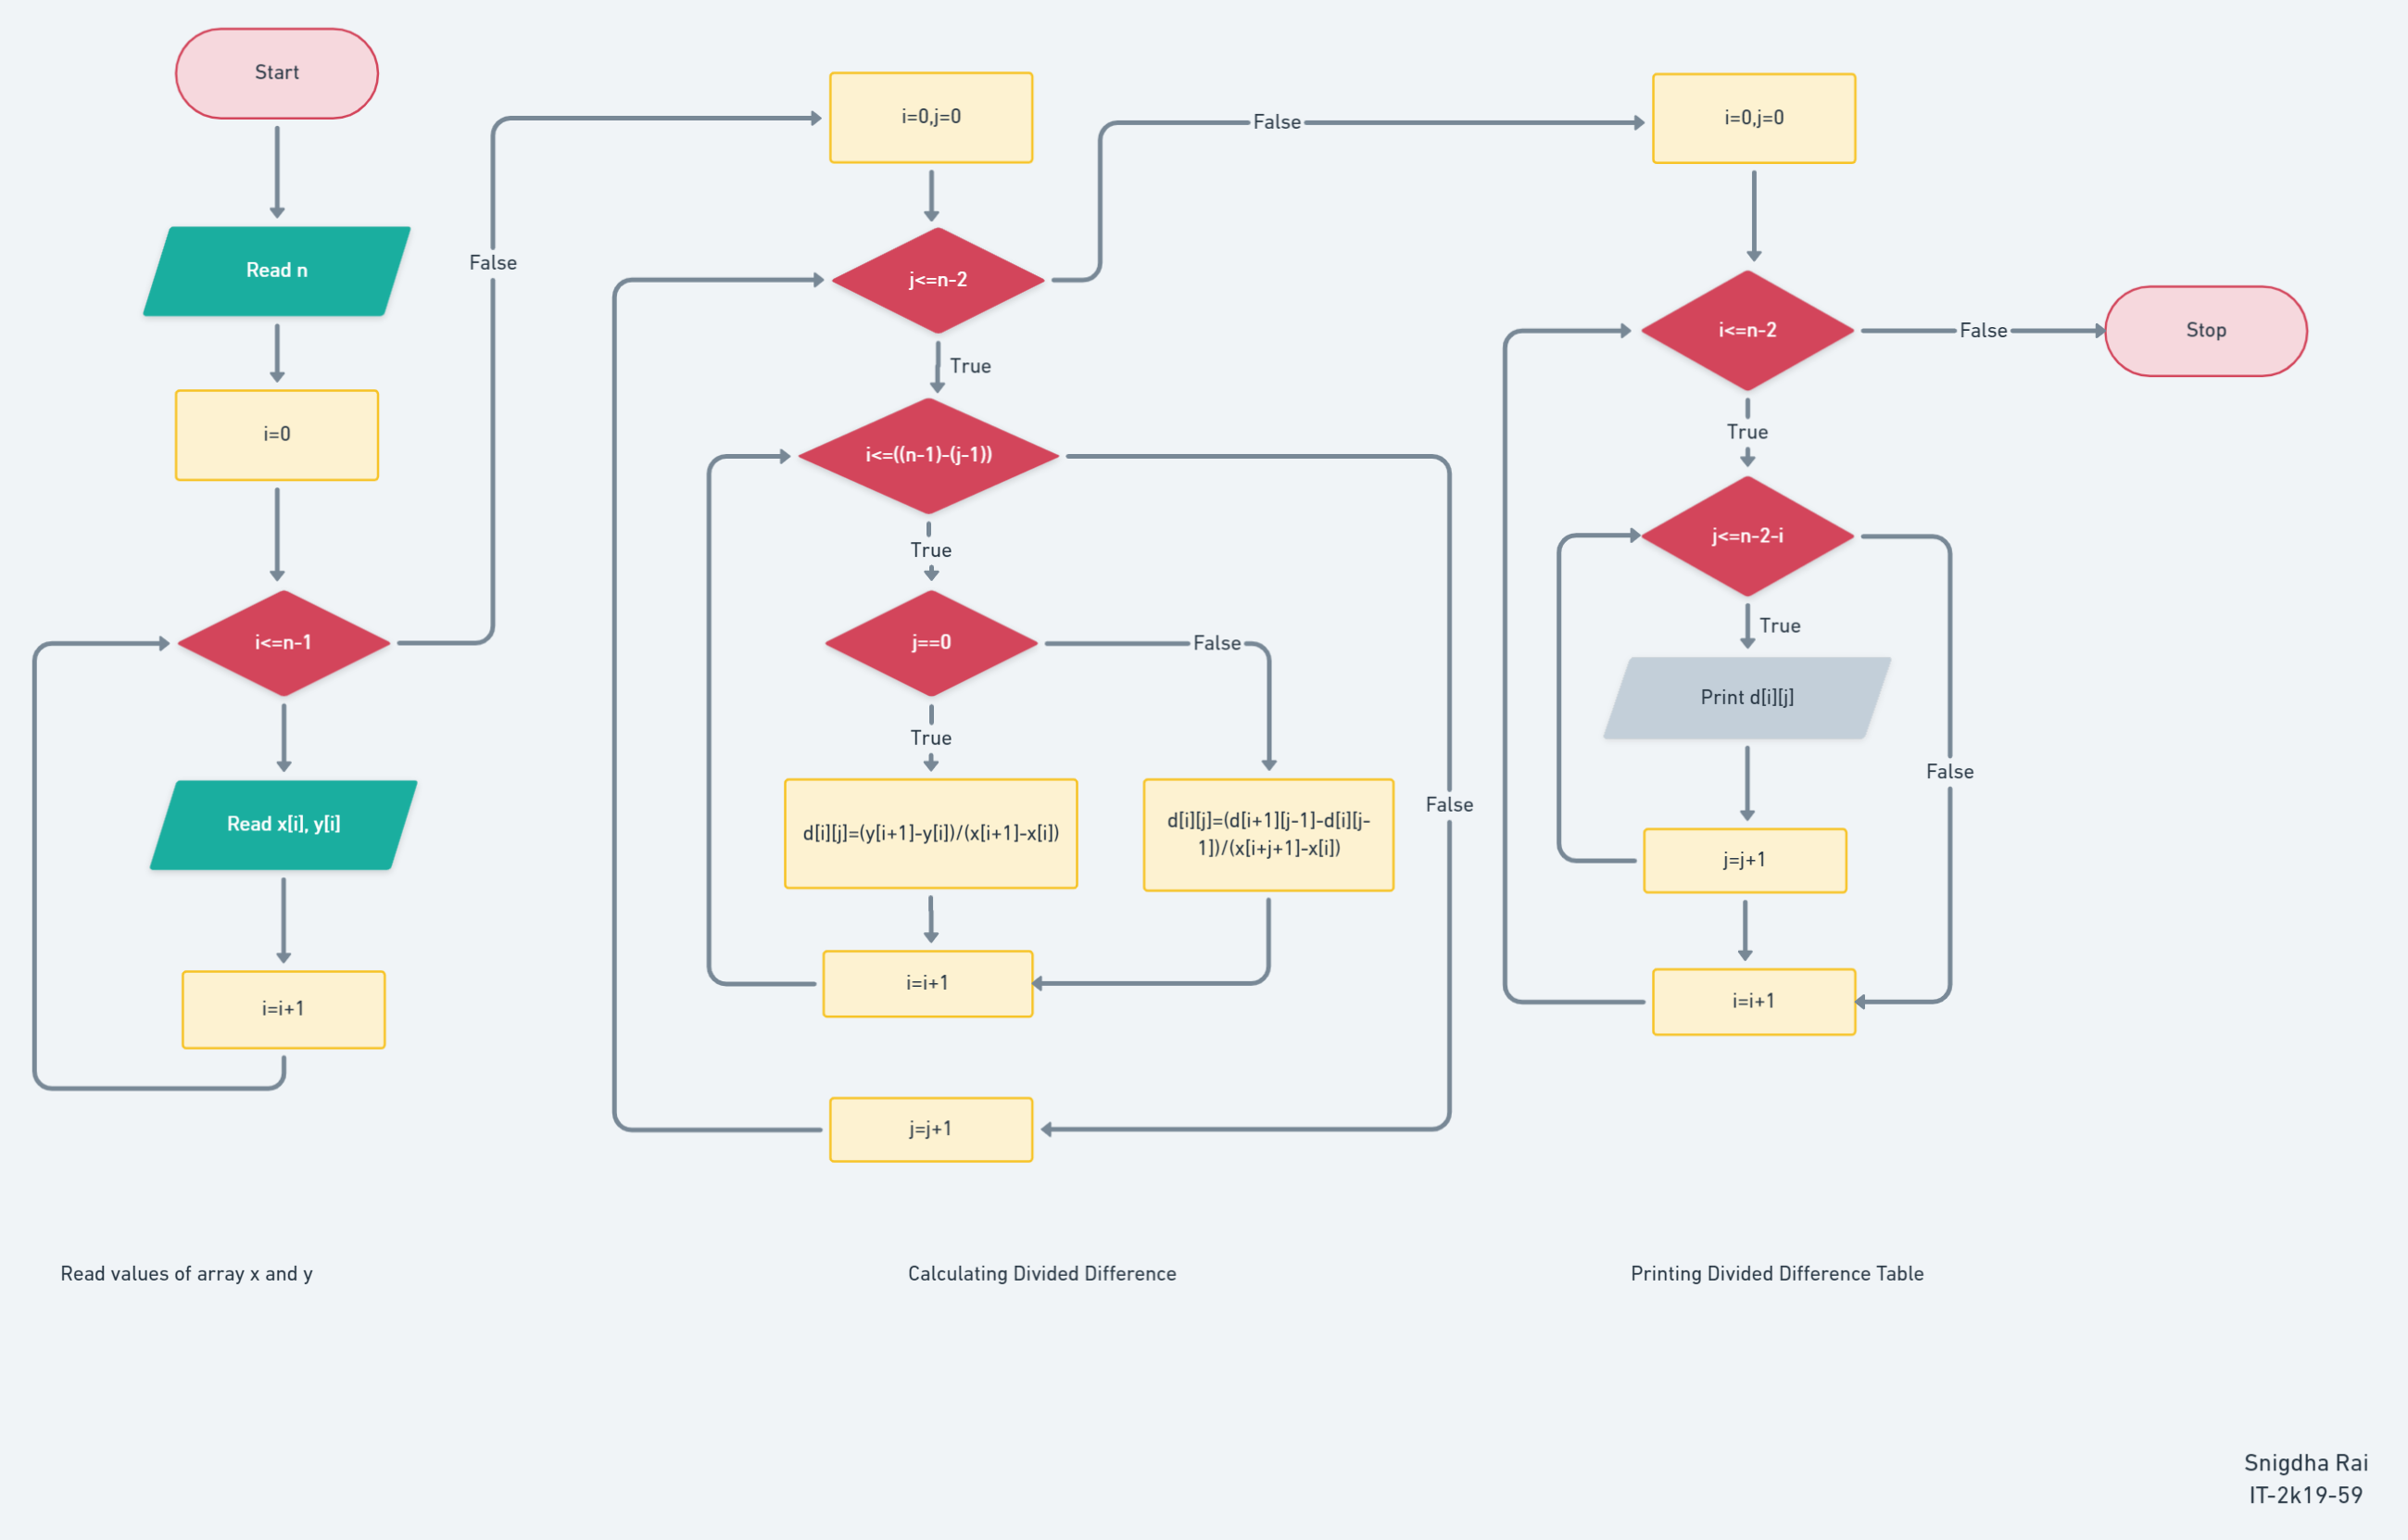 Start
Read n
i=0
i<=n-1
False
Read x[i], y[i]
i=i+1
Read values of array x and y
i=0,j=0
j<=n-2
False
True
i<=((n-1)-(j-1))
False
True
j==0
False
True
d[i][j]=(y[i+1]-y[i])/(x[i+1]-x[i])
d[i][j]=(d[i+1][j-1]-d[i][j-
1])/(x[i+j+1]-x[i])
i=i+1
j=j+1
Calculating Divided Difference
i=0,j=0
i<=n-2
False
Stop
True
j<=n-2-i
True
Print d[i][j]
False
j=j+1
i=i+1
Printing Divided Difference Table
Snigdha Rai
IT-2k19-59